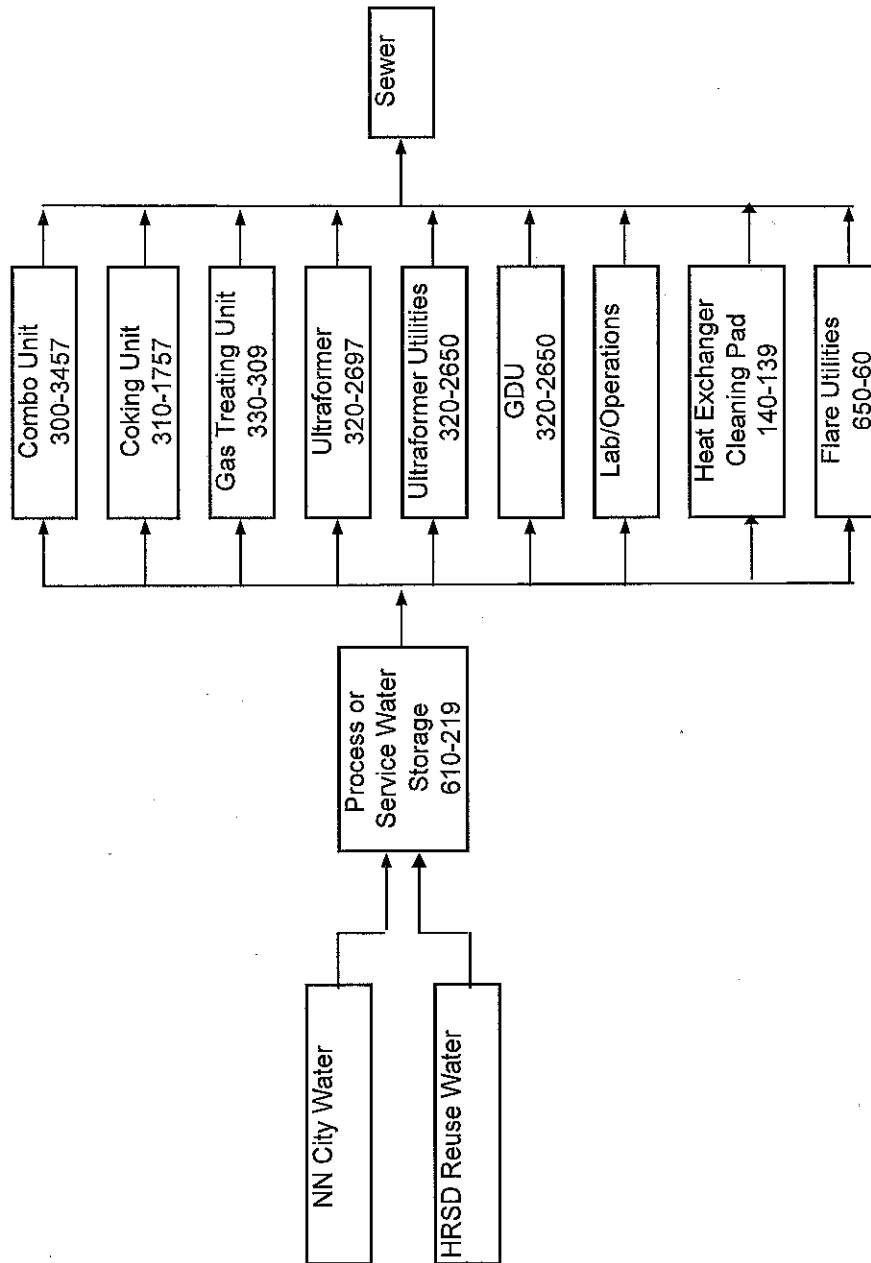 NN City Water
HRSD Reuse Water
Process or
Service Water
Storage
610-219
Combo Unit
300-3457
Coking Unit
310-1757
Gas Treating Unit
330-309
Ultraformer
320-2697
Ultraformer Utilities
320-2650
GDU
320-2650
Lab/Operations
Heat Exchanger
Cleaning Pad
140-139
Flare Utilities
650-60
Sewer